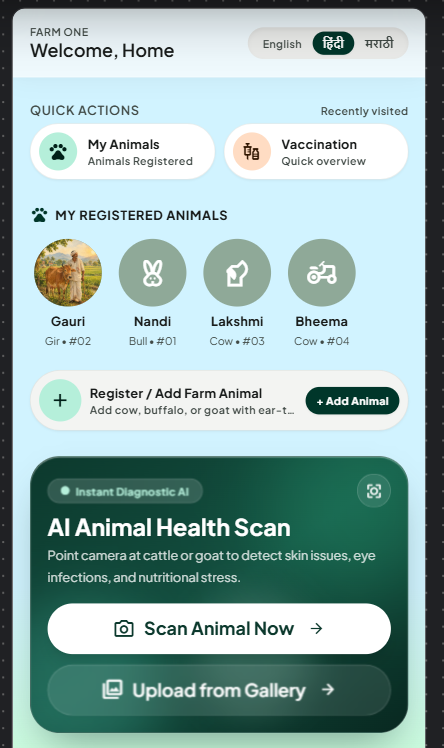 FARM ONE
Welcome, Home
English हिंदी मराठी
QUICK ACTIONS
Recently visited
My Animals
Animals Registered
Vaccination
Quick overview
MY REGISTERED ANIMALS
Gauri
Gir • #02
Nandi
Bull • #01
Lakshmi
Cow • #03
Bheema
Cow • #04
Register / Add Farm Animal
Add cow, buffalo, or goat with ear-t...
+ Add Animal
Instant Diagnostic AI
AI Animal Health Scan
Point camera at cattle or goat to detect skin issues, eye
infections, and nutritional stress.
Scan Animal Now →
Upload from Gallery →